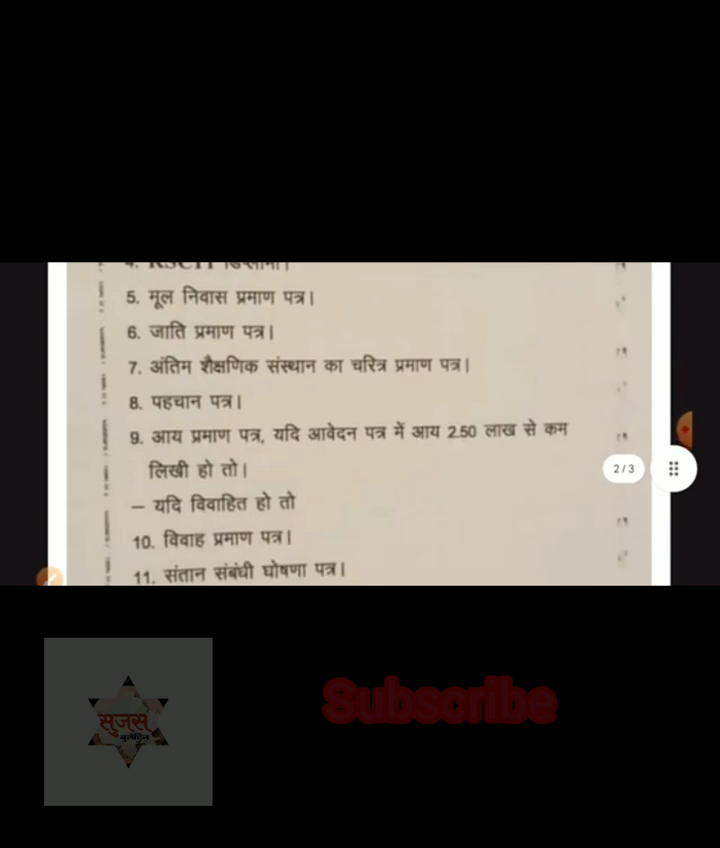 5. मूल निवास प्रमाण पत्र।
6. जाति प्रमाण पत्र।
7. अंतिम शैक्षणिक संस्थान का चरित्र प्रमाण पत्र।
8. पहचान पत्र।
9. आय प्रमाण पत्र, यदि आवेदन पत्र में आय 2.50 लाख से कम
लिखी हो तो।
2/3
– यदि विवाहित हो तो
10. विवाह प्रमाण पत्र।
11. संतान संबंधी घोषणा पत्र।
Subscribe
सुजस
बुलेटिन